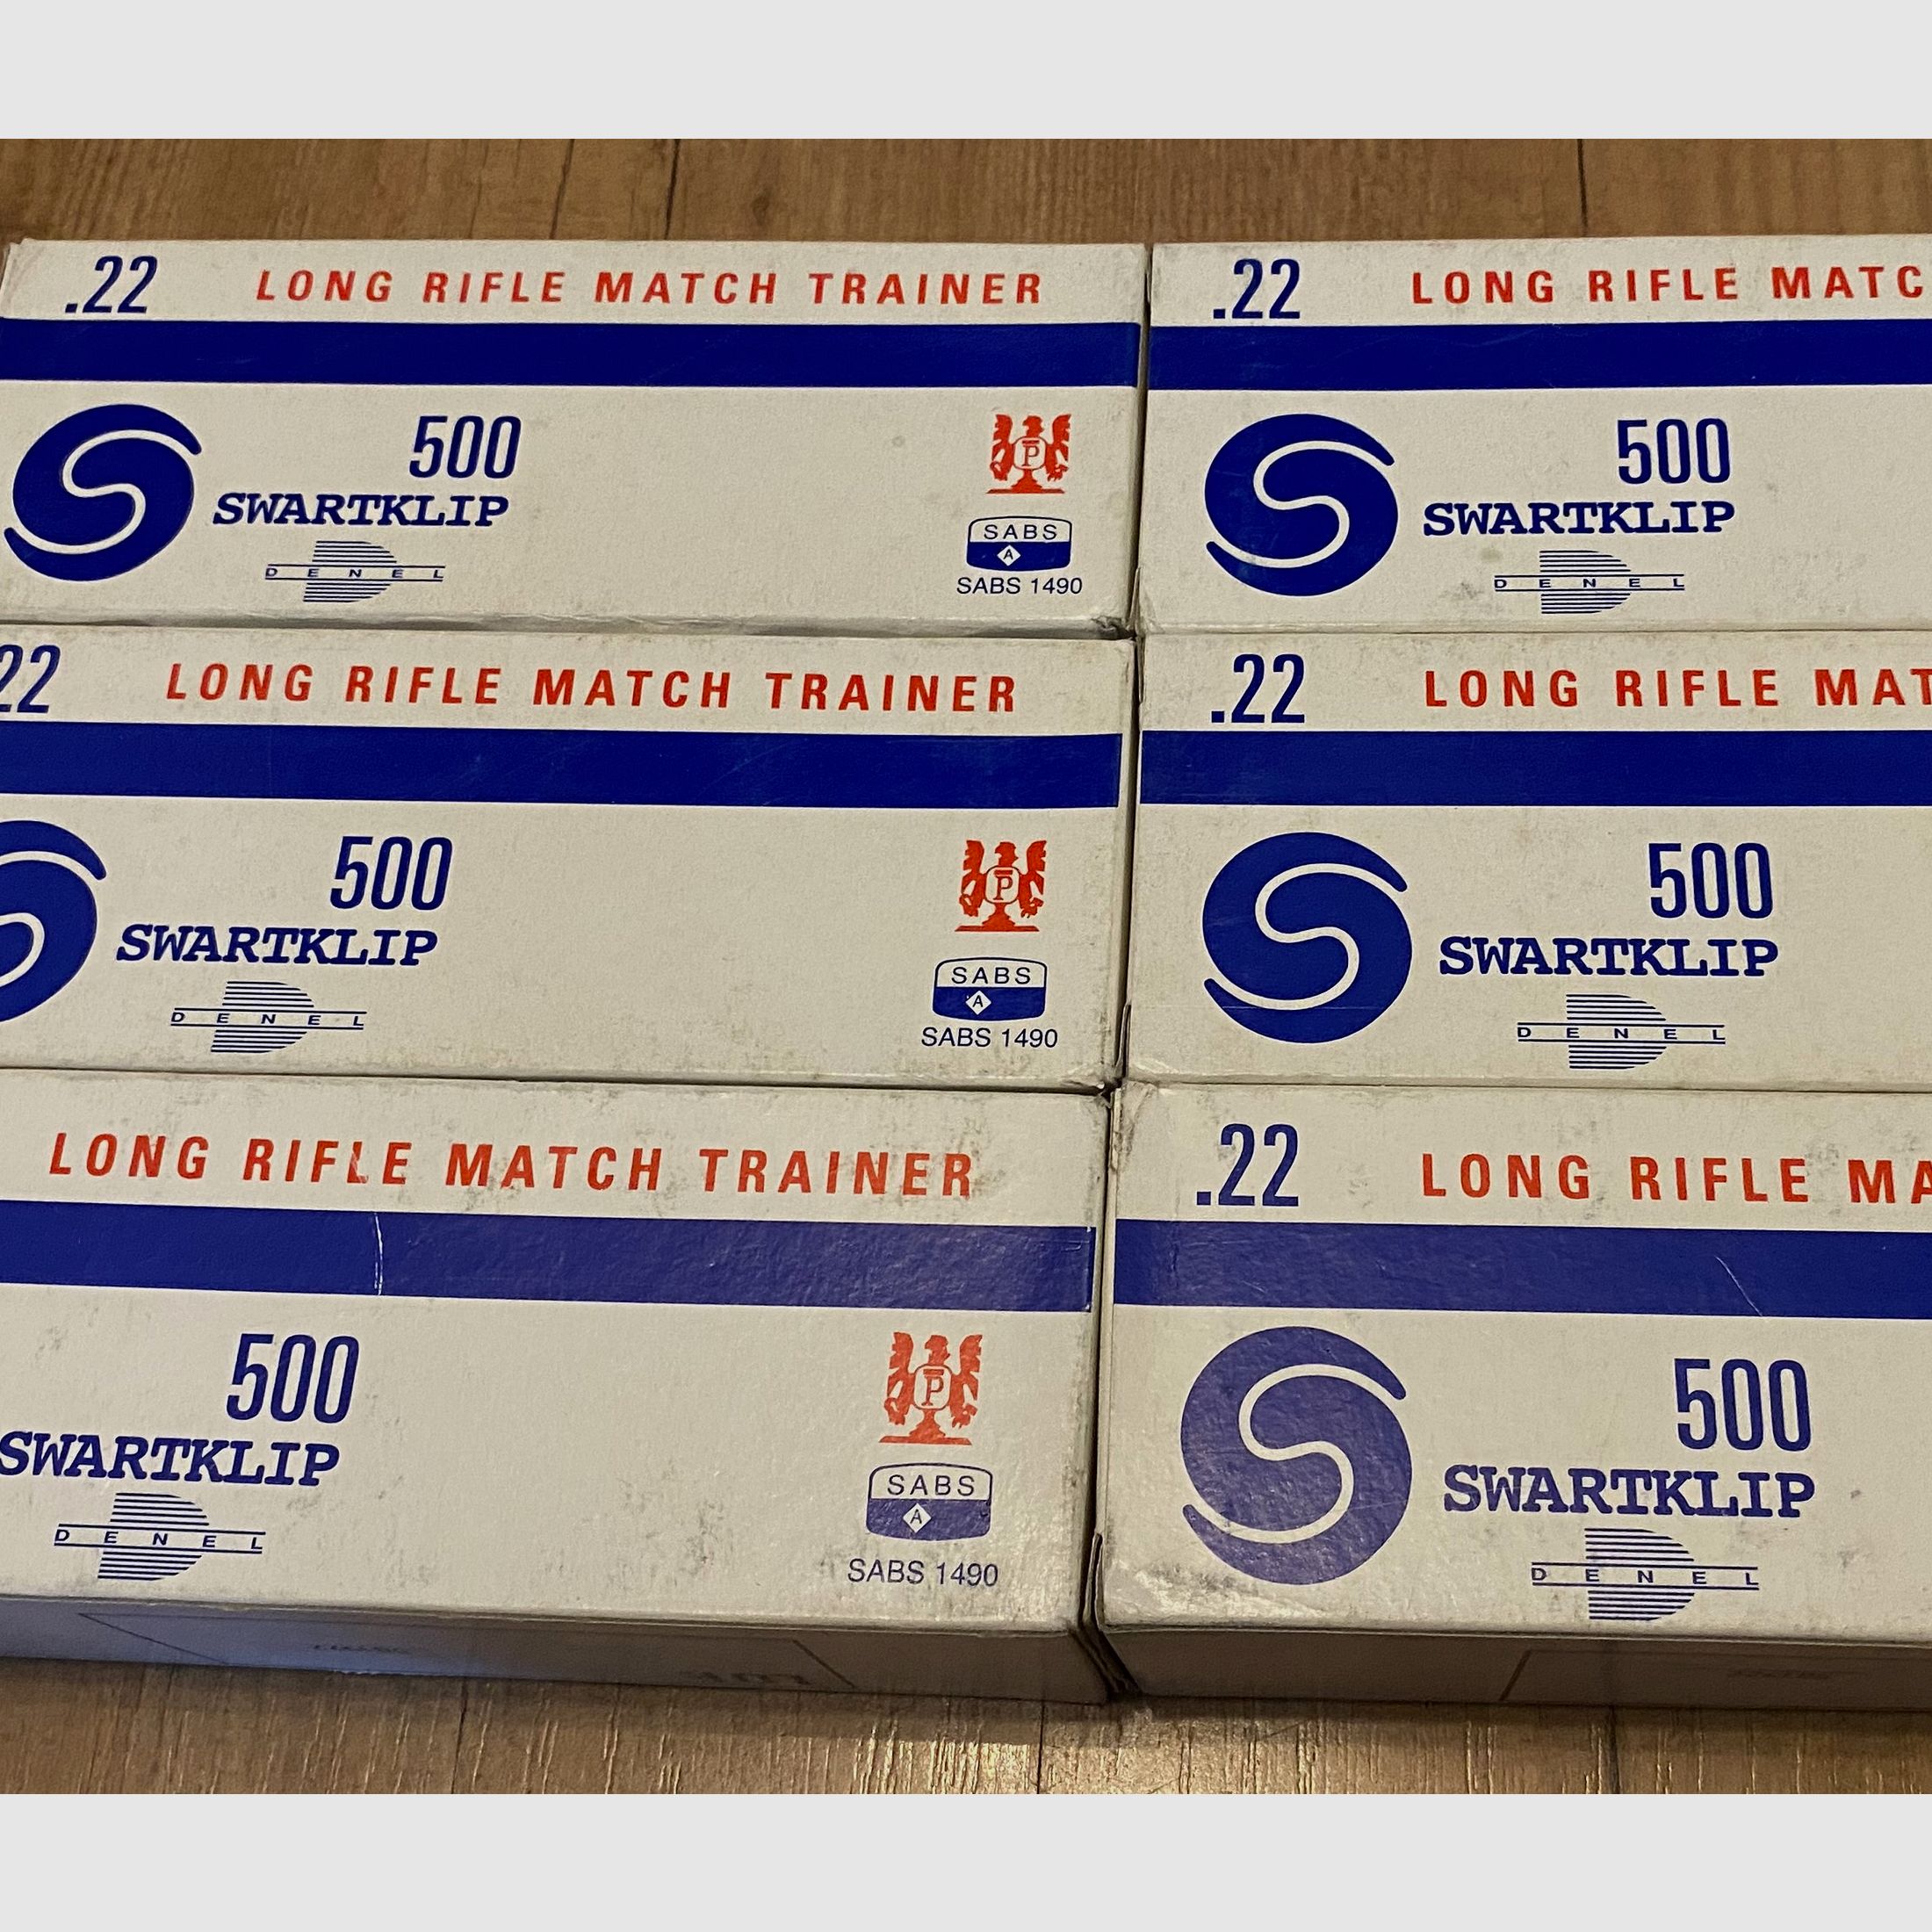 .22 LONG RIFLE MATCH TRAINER
500
SWARTKLIP
DENEL
P
SABS
A
SABS 1490
.22 LONG RIFLE MATC
500
SWARTKLIP
DENEL
22 LONG RIFLE MATCH TRAINER
500
SWARTKLIP
DENEL
P
SABS
A
SABS 1490
.22 LONG RIFLE MAT
500
SWARTKLIP
DENEL
LONG RIFLE MATCH TRAINER
500
SWARTKLIP
DENEL
P
SABS
A
SABS 1490
.22 LONG RIFLE MA
500
SWARTKLIP
DENEL